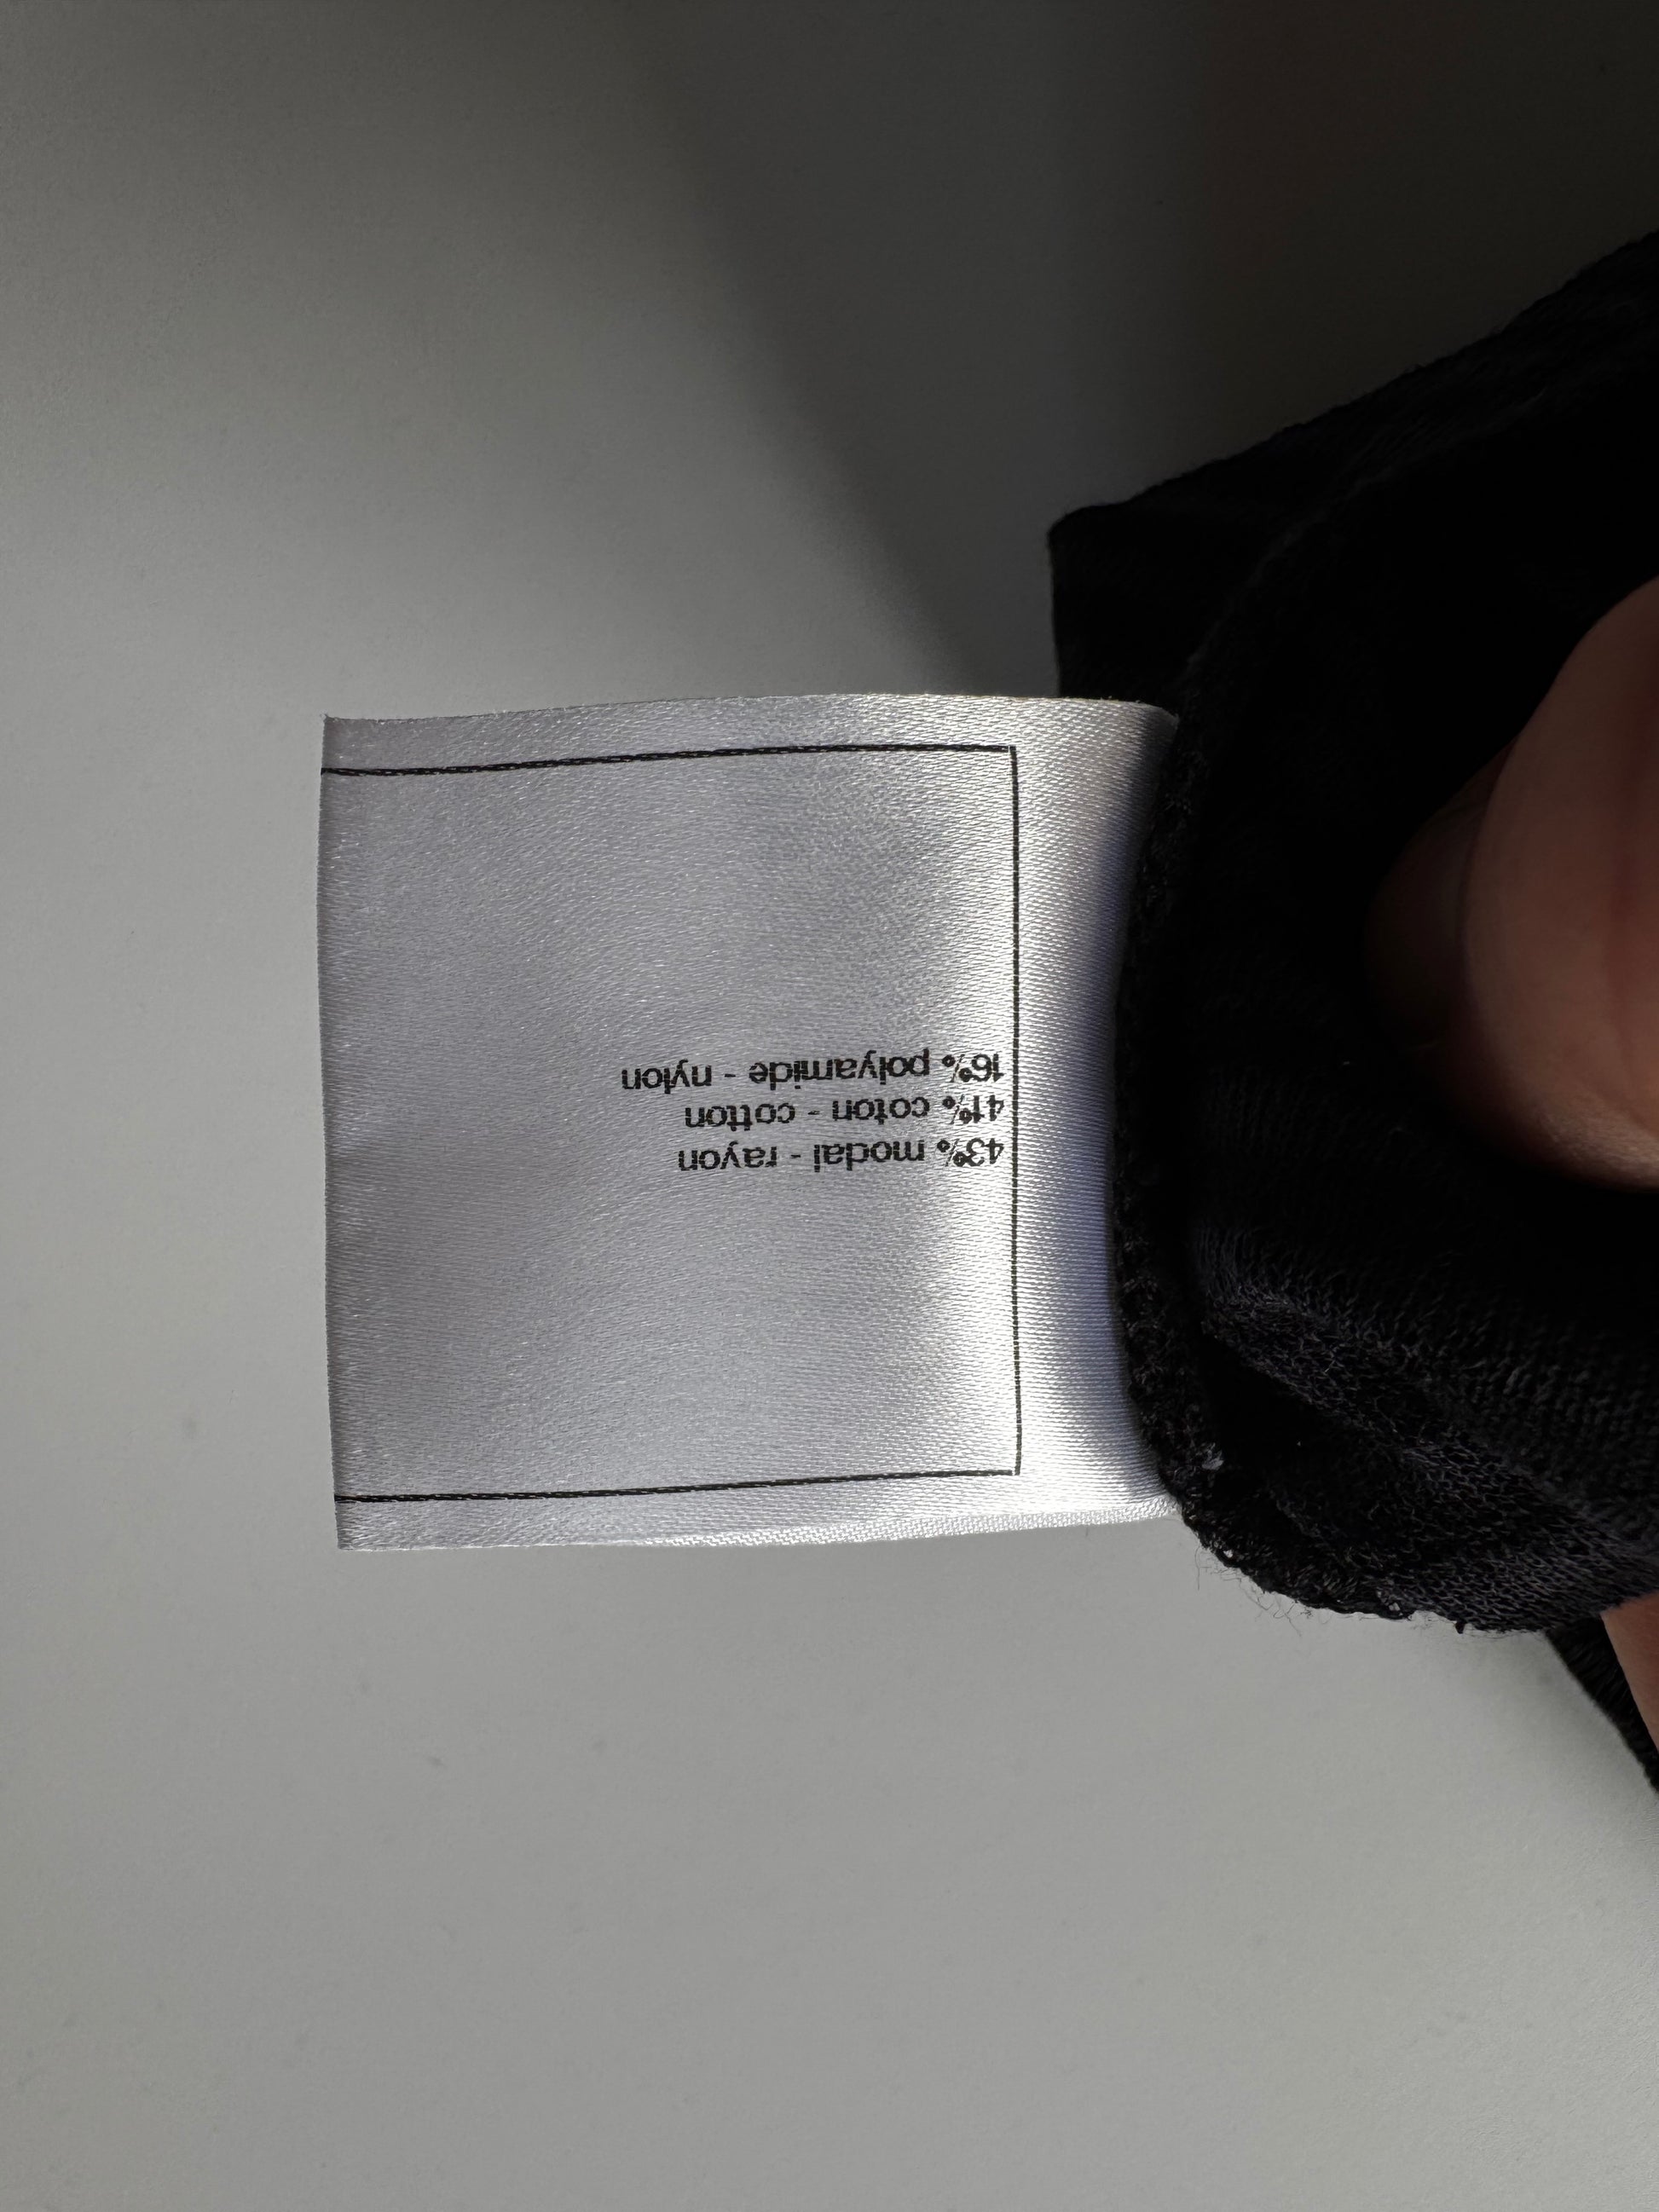 43% modal - rayon
41% coton - cotton
16% polyamide - nylon